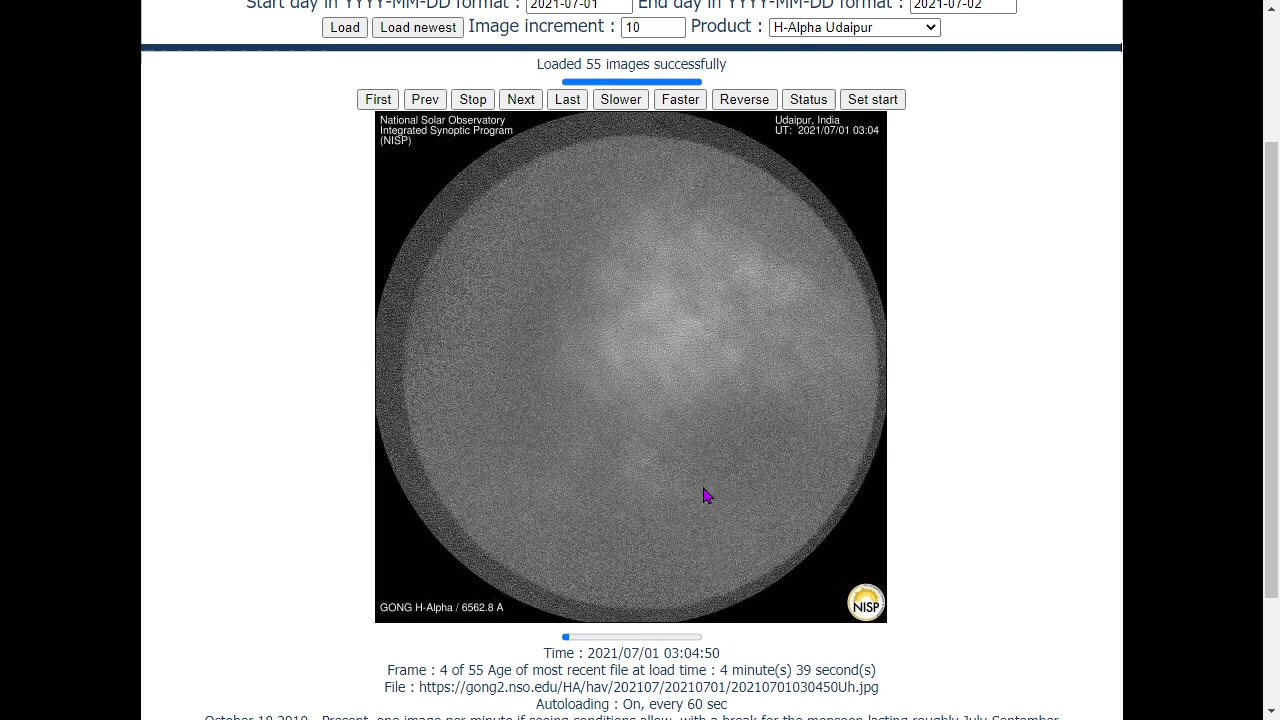 Start day in YYYY-MM-DD format : 2021-07-01 End day in YYYY-MM-DD format : 2021-07-02
Load Load newest Image increment : 10 Product : H-Alpha Udaipur
Loaded 55 images successfully
First Prev Stop Next Last Slower Faster Reverse Status Set start
National Solar Observatory
Integrated Synoptic Program
(NISP)
Udaipur, India
UT: 2021/07/01 03:04
GONG H-Alpha / 6562.8 A
NISP
Time : 2021/07/01 03:04:50
Frame : 4 of 55 Age of most recent file at load time : 4 minute(s) 39 second(s)
File : https://gong2.nso.edu/HA/hav/202107/20210701/20210701030450Uh.jpg
Autoloading : On, every 60 sec
October 18 2010 - Present, one image per minute if seeing conditions allow, with a break for the monsoon lasting roughly July-September